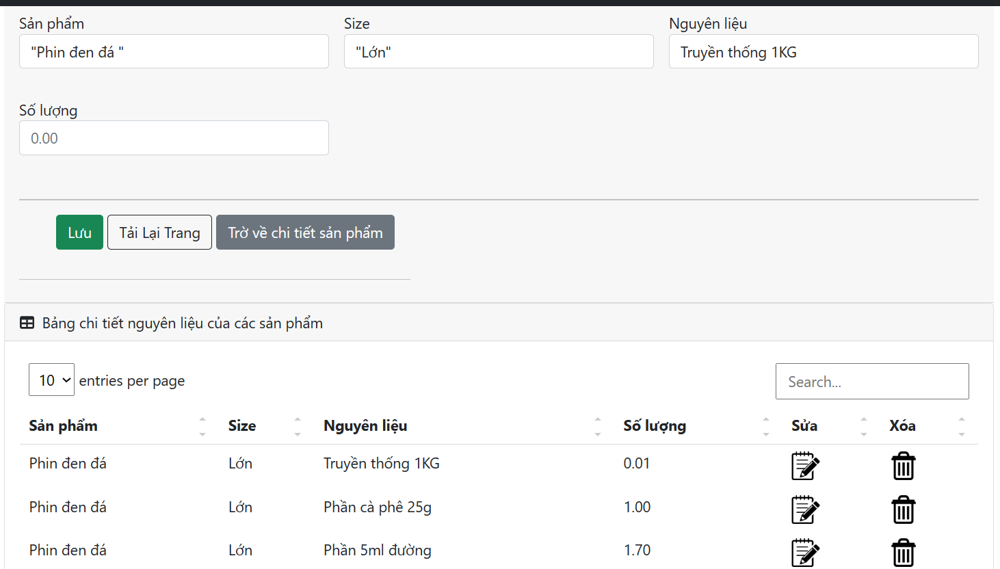 Sản phẩm Size Nguyên liệu
"Phin đen đá " "Lớn" Truyền thống 1KG
Số lượng
0.00
Lưu Tải Lại Trang Trờ về chi tiết sản phẩm
Bảng chi tiết nguyên liệu của các sản phẩm
10 entries per page Search...
Sản phẩm Size Nguyên liệu Số lượng Sửa Xóa
Phin đen đá Lớn Truyền thống 1KG 0.01
Phin đen đá Lớn Phần cà phê 25g 1.00
Phin đen đá Lớn Phần 5ml đường 1.70